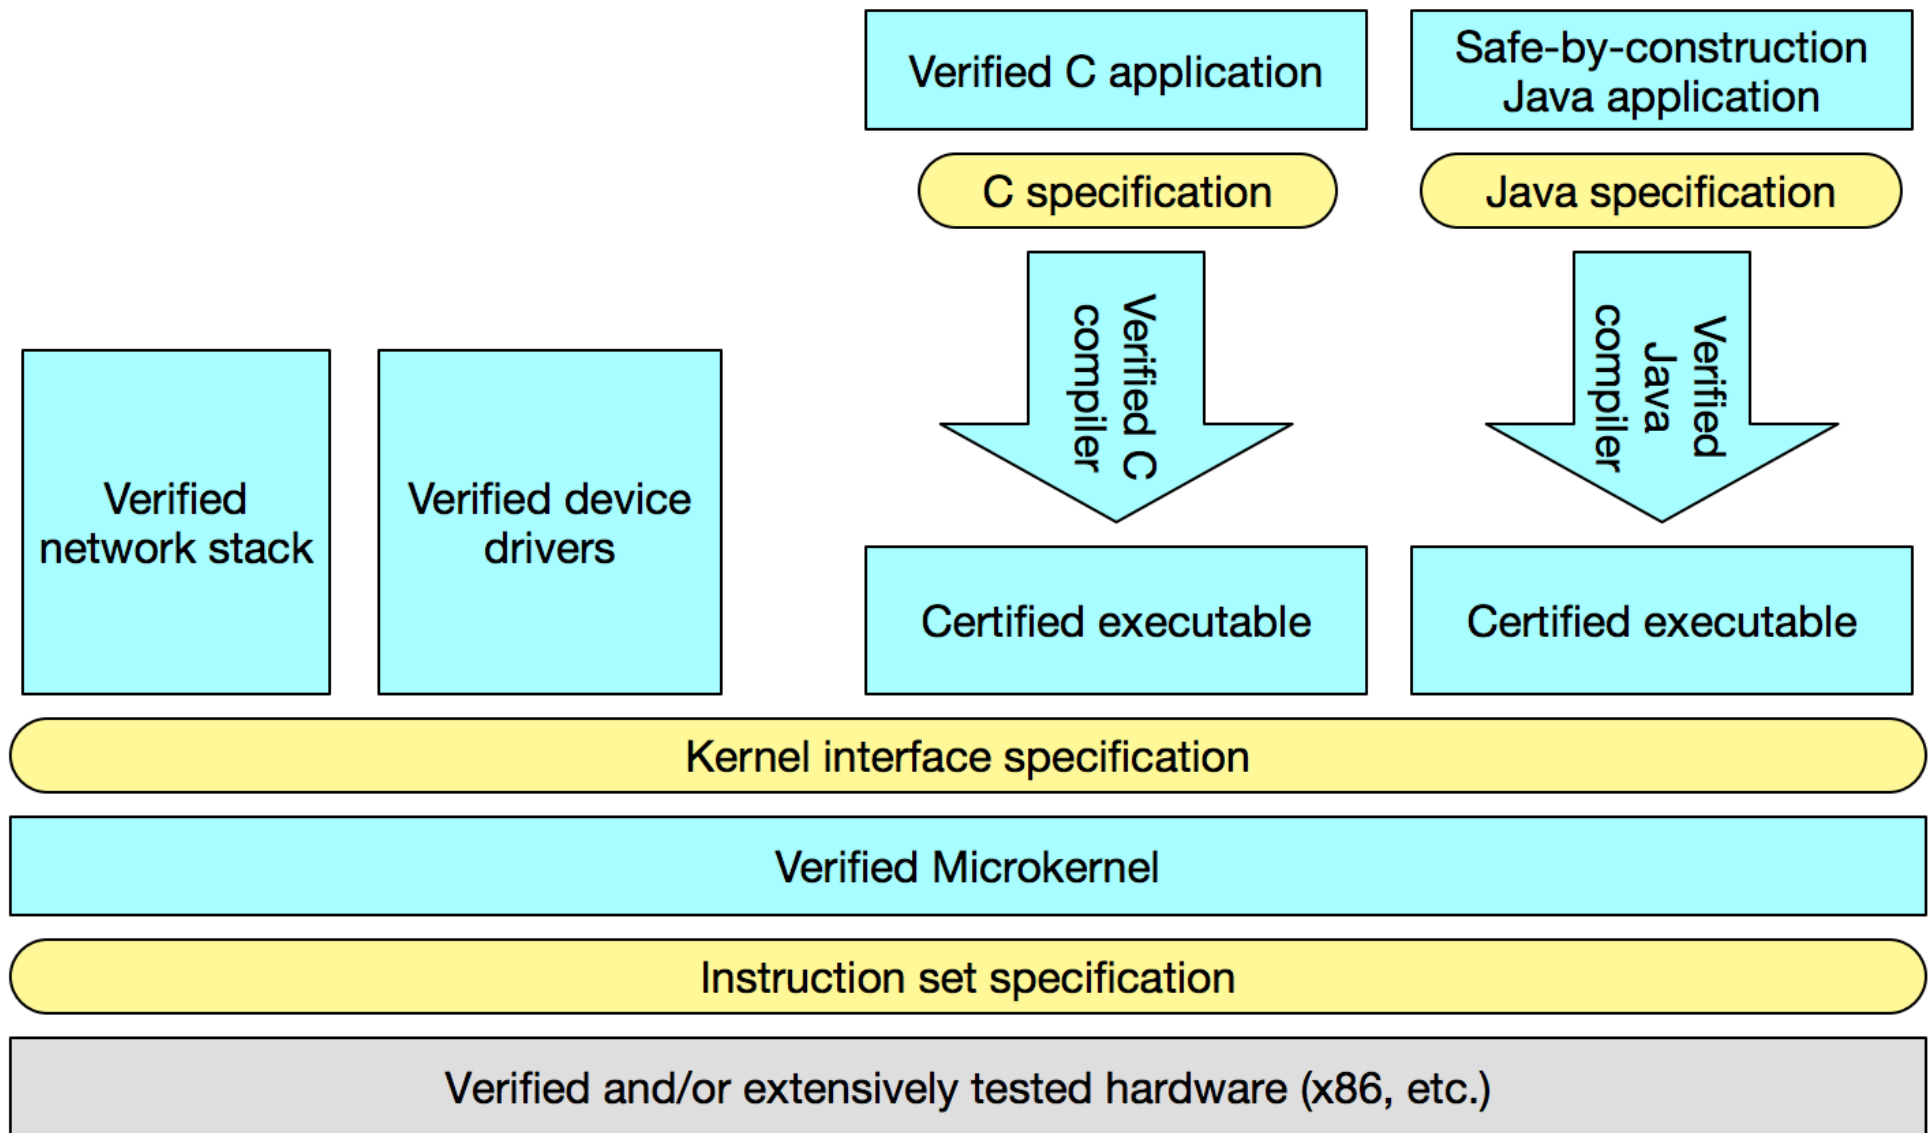 Verified C application
Safe-by-construction
Java application
C specification
Java specification
Verified C
compiler
Verified
Java
compiler
Verified
network stack
Verified device
drivers
Certified executable
Certified executable
Kernel interface specification
Verified Microkernel
Instruction set specification
Verified and/or extensively tested hardware (x86, etc.)